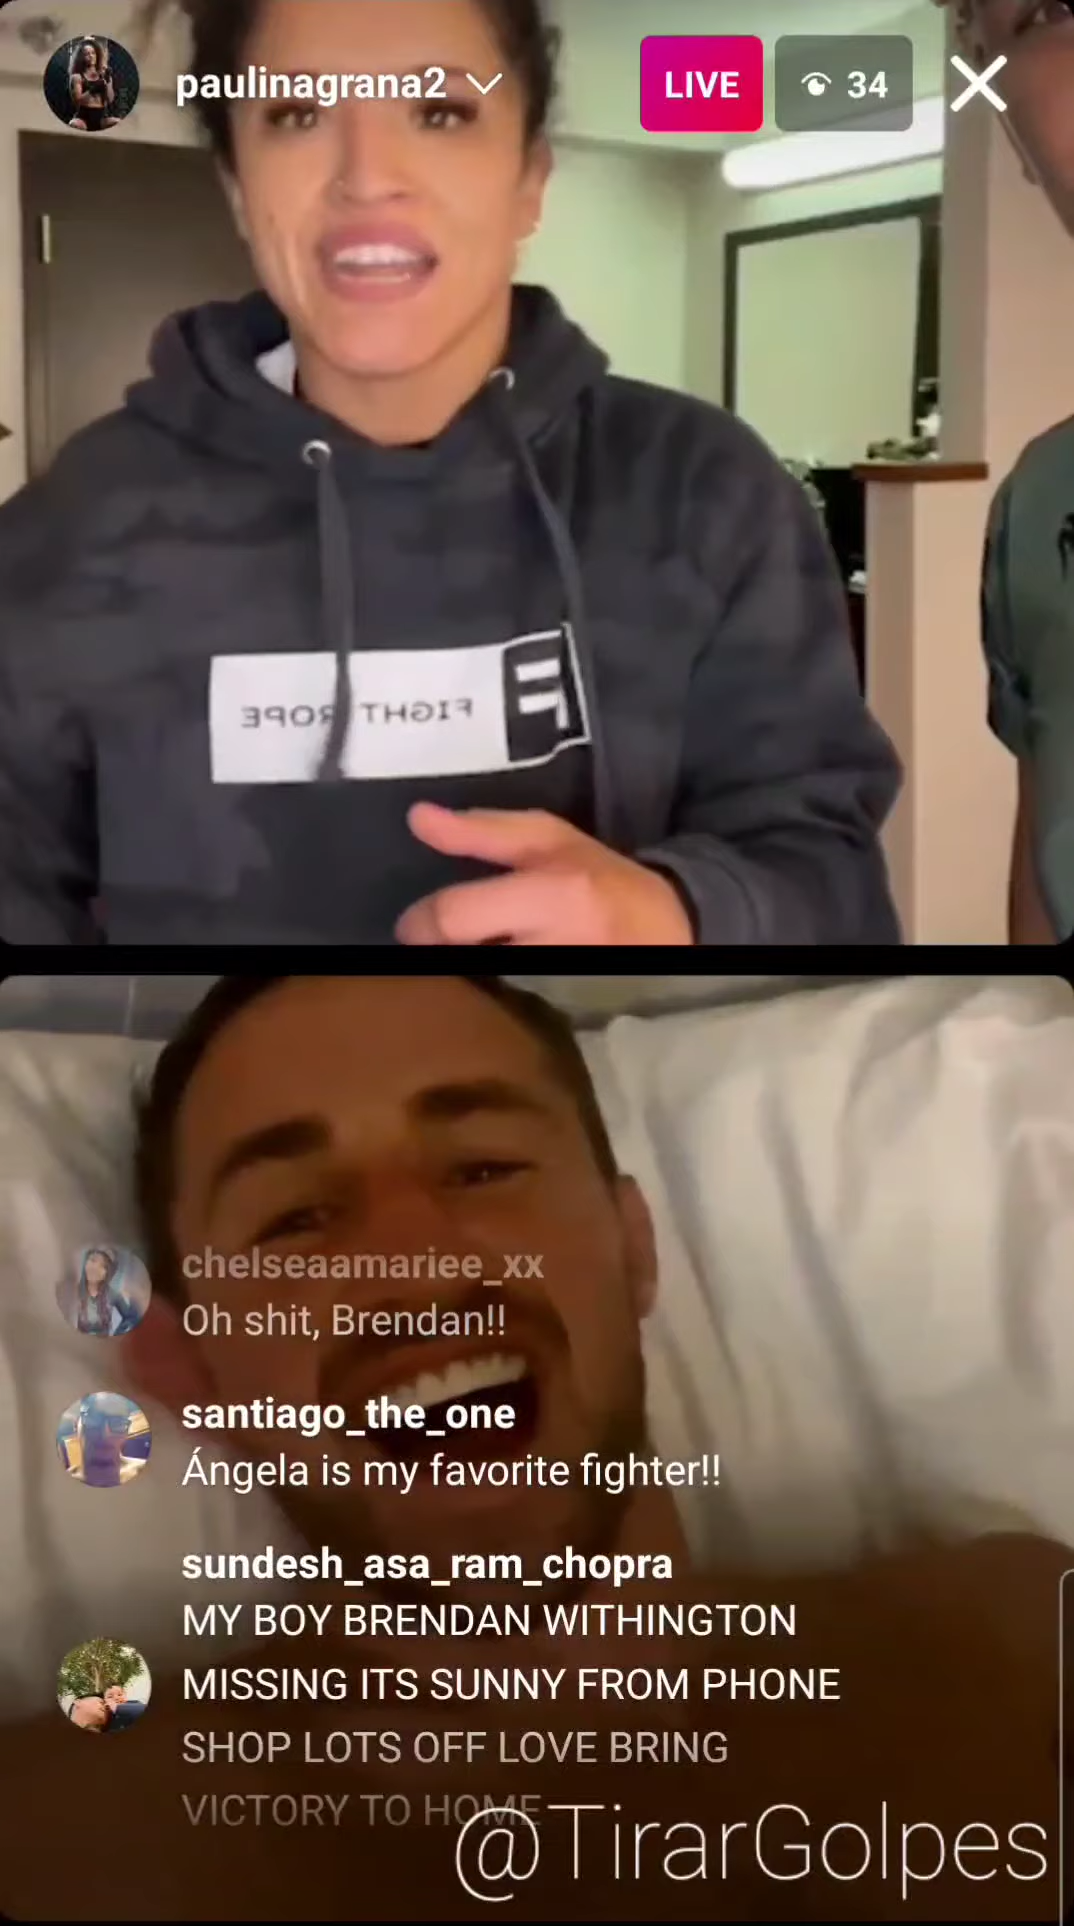 paulinagrana2
LIVE
34
FIGHT ROPE
F
chelseaamariee_xx
Oh shit, Brendan!!
santiago_the_one
Ángela is my favorite fighter!!
sundesh_asa_ram_chopra
MY BOY BRENDAN WITHINGTON
MISSING ITS SUNNY FROM PHONE
SHOP LOTS OFF LOVE BRING
VICTORY TO HOME
@TirarGolpes